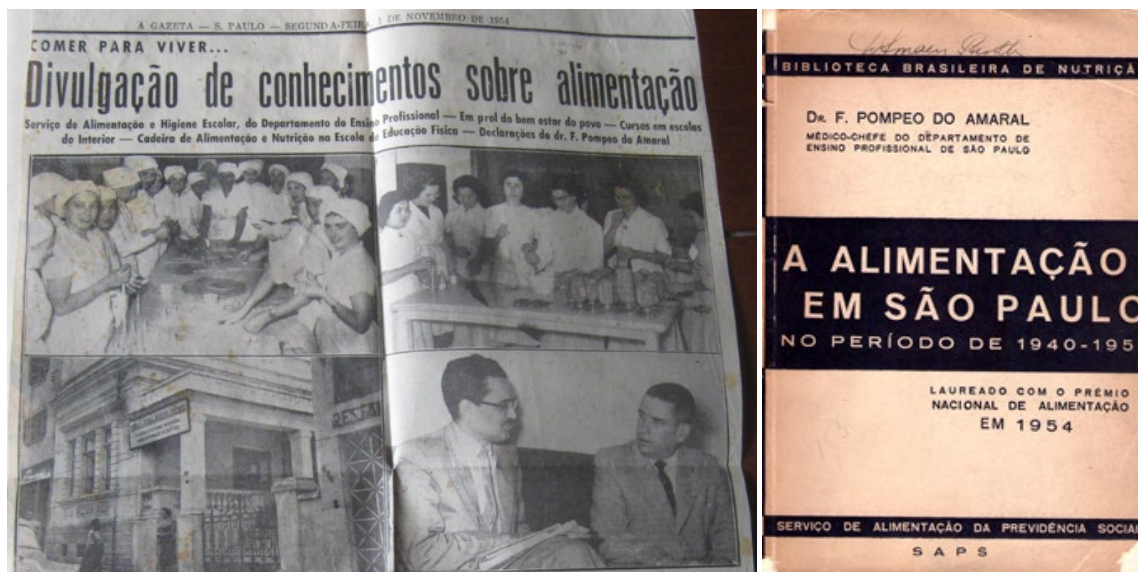 A GAZETA — S. PAULO — SEGUNDA-FEIRA, 1 DE NOVEMBRO DE 1954
COMER PARA VIVER...
Divulgação de conhecimentos sobre alimentação
Serviço de Alimentação e Higiene Escolar, do Departamento do Ensino Profissional — Em prol do bem estar do povo — Cursos em escolas
do Interior — Cadeira de Alimentação e Nutrição na Escola de Educação Física — Declarações do dr. F. Pompeo do Amaral
BIBLIOTECA BRASILEIRA DE NUTRIÇÃ
DR. F. POMPEO DO AMARAL
MÉDICO-CHEFE DO DEPARTAMENTO DE
ENSINO PROFISSIONAL DE SÃO PAULO
A ALIMENTAÇÃO
EM SÃO PAULO
NO PERÍODO DE 1940-195
LAUREADO COM O PRÊMIO
NACIONAL DE ALIMENTAÇÃO
EM 1954
SERVIÇO DE ALIMENTAÇÃO DA PREVIDÊNCIA SOCIAL
SAPS